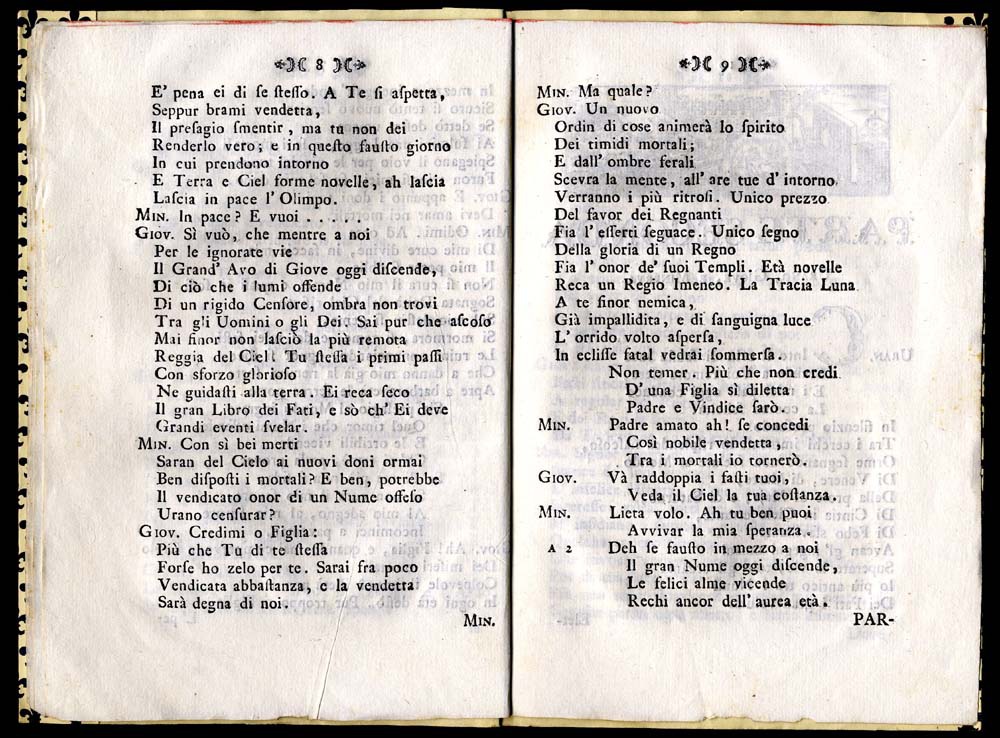 8
E' pena ei di se ſteſſo. A Te ſi aſpetta,
Seppur brami vendetta,
Il preſagio ſmentir, ma tu non dei
Renderlo vero; e in queſto fauſto giorno
In cui prendono intorno
E Terra e Ciel forme novelle, ah laſcia
Laſcia in pace l'Olimpo.
MIN. In pace? E vuoi . . . . . .
GIOV. Sì vuò, che mentre a noi
Per le ignorate vie
Il Grand' Avo di Giove oggi diſcende,
Di ciò che i lumi offende
Di un rigido Cenſore, ombra non trovi
Tra gli Uomini o gli Dei. Sai pur che aſcoſo
Mai finor non laſciò la più remota
Reggia del Ciel. Tu ſteſſa i primi paſſi
Con sforzo glorioſo
Ne guidaſti alla terra. Ei reca ſeco
Il gran Libro dei Fati, e sò ch' Ei deve
Grandi eventi ſvelar.
MIN. Con sì bei merti
Saran del Cielo ai nuovi doni ormai
Ben diſpoſti i mortali? E ben, potrebbe
Il vendicato onor di un Nume offeſo
Urano cenſurar?
GIOV. Credimi o Figlia:
Più che Tu di te ſteſſa
Forſe ho zelo per te. Sarai fra poco
Vendicata abbaſtanza, e la vendetta
Sarà degna di noi.
MIN.
9
MIN. Ma quale?
GIOV. Un nuovo
Ordin di coſe animerà lo ſpirito
Dei timidi mortali;
E dall' ombre ferali
Scevra la mente, all' are tue d' intorno
Verranno i più ritroſi. Unico prezzo
Del favor dei Regnanti
Fia l' eſſerti ſeguace. Unico ſegno
Della gloria di un Regno
Fia l' onor de' ſuoi Templi. Età novelle
Reca un Regio Imeneo. La Tracia Luna
A te finor nemica,
Già impallidita, e di ſanguigna luce
L' orrido volto aſperſa,
In ecliſſe fatal vedrai ſommerſa.
Non temer. Più che non credi
D' una Figlia sì diletta
Padre e Vindice ſarò.
MIN. Padre amato ah! ſe concedi
Così nobile vendetta,
Tra i mortali io tornerò.
GIOV. Và raddoppia i faſti tuoi,
Veda il Ciel la tua coſtanza.
MIN. Lieta volo. Ah tu ben puoi
Avvivar la mia ſperanza.
A 2 Deh ſe fauſto in mezzo a noi
Il gran Nume oggi diſcende,
Le felici alme vicende
Rechi ancor dell' aurea età.
PAR-